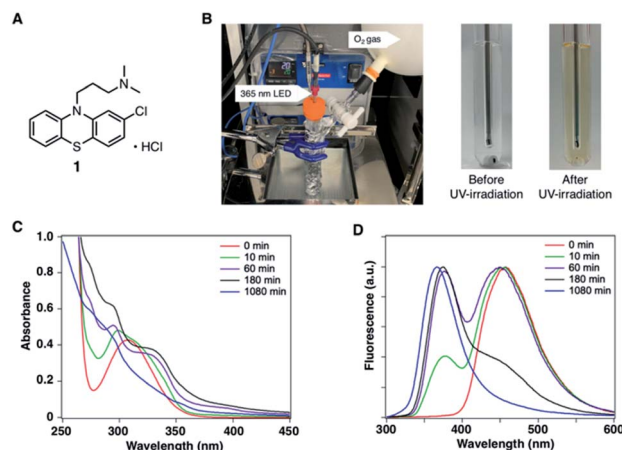 A
N
N
Cl
S
• HCl
1
B
O2 gas
365 nm LED
Before
UV-irradiation
After
UV-irradiation
C
1.0
0.8
0.6
0.4
0.2
0
Absorbance
0 min
10 min
60 min
180 min
1080 min
250
300
350
400
450
Wavelength (nm)
D
Fluorescence (a.u.)
0 min
10 min
60 min
180 min
1080 min
300
400
500
600
Wavelength (nm)